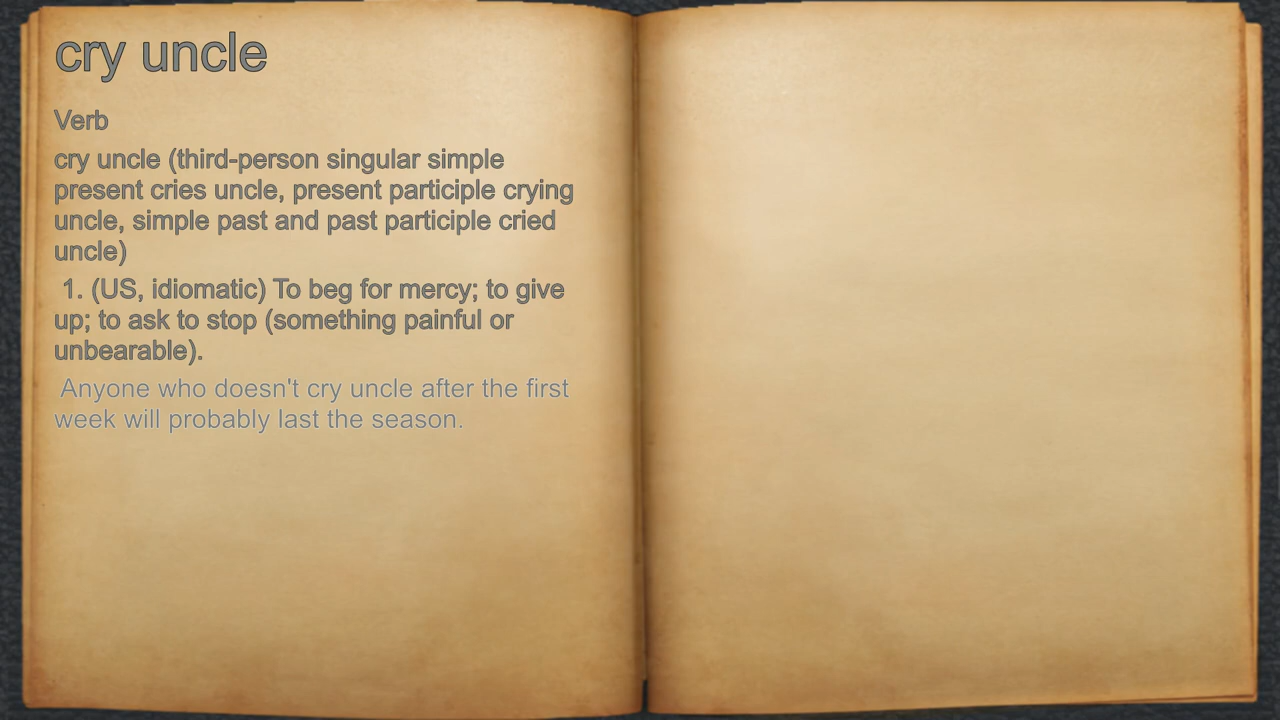 cry uncle
Verb
cry uncle (third-person singular simple
present cries uncle, present participle crying
uncle, simple past and past participle cried
uncle)
1. (US, idiomatic) To beg for mercy; to give
up; to ask to stop (something painful or
unbearable).
Anyone who doesn't cry uncle after the first
week will probably last the season.